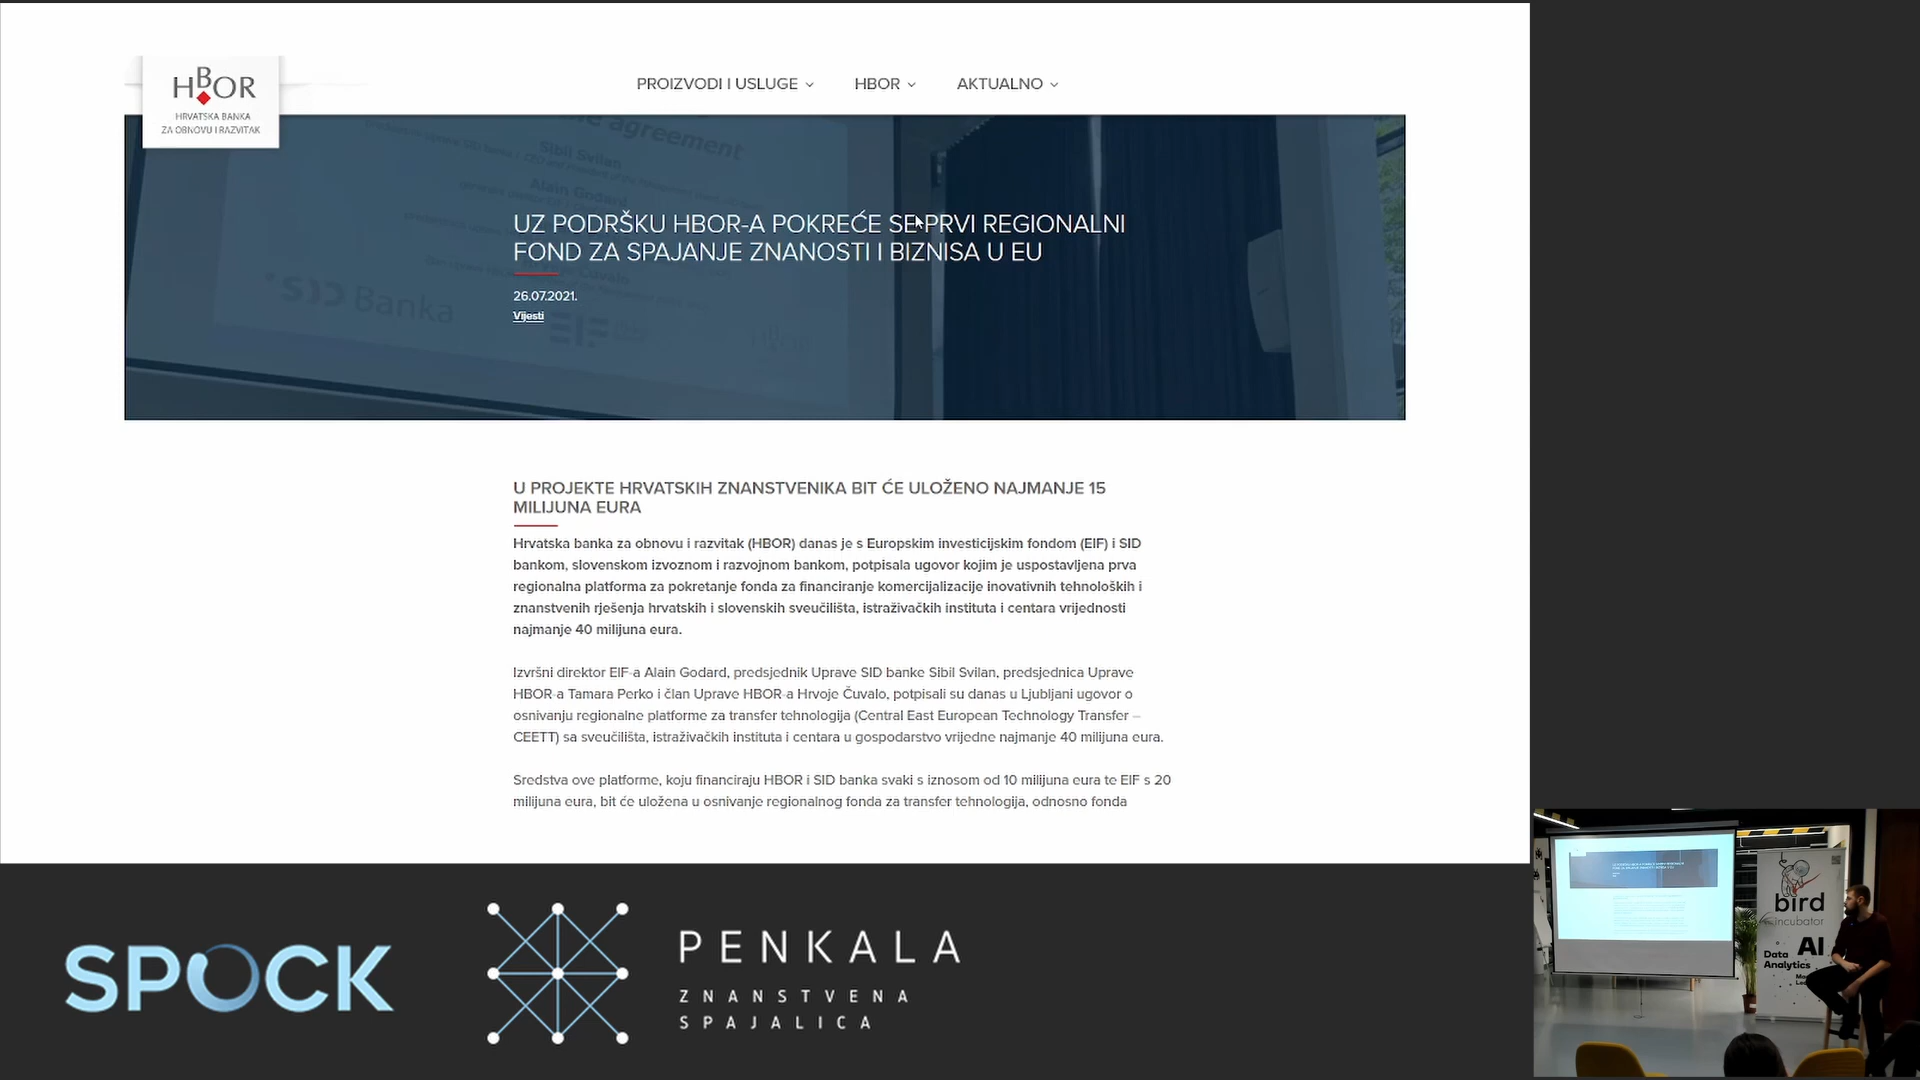 HBOR
HRVATSKA BANKA
ZA OBNOVU I RAZVITAK
PROIZVODI I USLUGE
HBOR
AKTUALNO
agreement
Sibil Svilan
Alain Godard
SID Banka
EIF
UZ PODRŠKU HBOR-A POKREĆE SE PRVI REGIONALNI
FOND ZA SPAJANJE ZNANOSTI I BIZNISA U EU
26.07.2021.
Vijesti
U PROJEKTE HRVATSKIH ZNANSTVENIKA BIT ĆE ULOŽENO NAJMANJE 15
MILIJUNA EURA
Hrvatska banka za obnovu i razvitak (HBOR) danas je s Europskim investicijskim fondom (EIF) i SID
bankom, slovenskom izvoznom i razvojnom bankom, potpisala ugovor kojim je uspostavljena prva
regionalna platforma za pokretanje fonda za financiranje komercijalizacije inovativnih tehnoloških i
znanstvenih rješenja hrvatskih i slovenskih sveučilišta, istraživačkih instituta i centara vrijednosti
najmanje 40 milijuna eura.
Izvršni direktor EIF-a Alain Godard, predsjednik Uprave SID banke Sibil Svilan, predsjednica Uprave
HBOR-a Tamara Perko i član Uprave HBOR-a Hrvoje Čuvalo, potpisali su danas u Ljubljani ugovor o
osnivanju regionalne platforme za transfer tehnologija (Central East European Technology Transfer –
CEETT) sa sveučilišta, istraživačkih instituta i centara u gospodarstvo vrijedne najmanje 40 milijuna eura.
Sredstva ove platforme, koju financiraju HBOR i SID banka svaki s iznosom od 10 milijuna eura te EIF s 20
milijuna eura, bit će uložena u osnivanje regionalnog fonda za transfer tehnologija, odnosno fonda
SPOCK
PENKALA
ZNANSTVENA
SPAJALICA
bird
incubator
AI
Data
Analytics